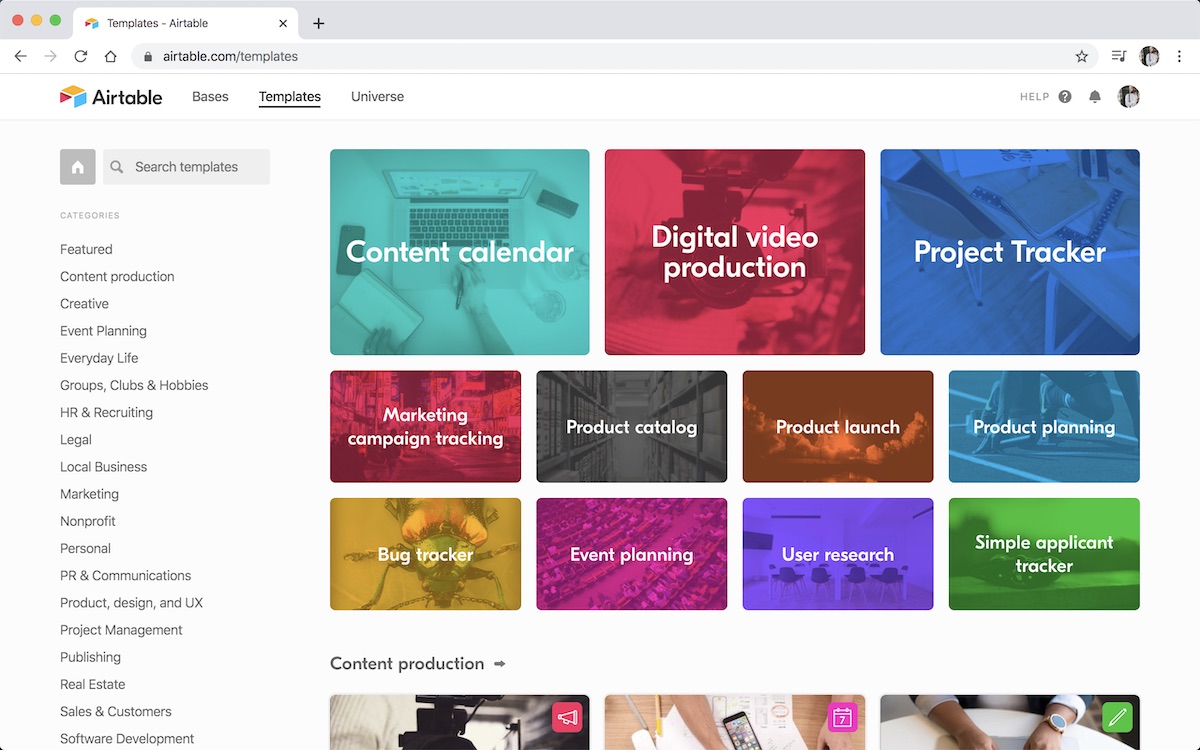 Templates - Airtable
airtable.com/templates
Airtable
Bases
Templates
Universe
HELP
Search templates
CATEGORIES
Featured
Content production
Creative
Event Planning
Everyday Life
Groups, Clubs & Hobbies
HR & Recruiting
Legal
Local Business
Marketing
Nonprofit
Personal
PR & Communications
Product, design, and UX
Project Management
Publishing
Real Estate
Sales & Customers
Software Development
Content calendar
Digital video
production
Project Tracker
Marketing
campaign tracking
Product catalog
Product launch
Product planning
Bug tracker
Event planning
User research
Simple applicant
tracker
Content production
7